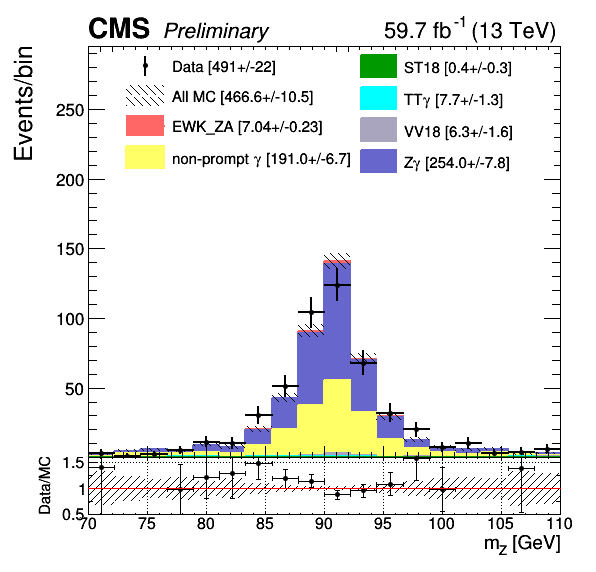 CMS Preliminary 59.7 fb⁻¹ (13 TeV)
Events/bin
Data [491+/-22]
All MC [466.6+/-10.5]
EWK_ZA [7.04+/-0.23]
non-prompt γ [191.0+/-6.7]
ST18 [0.4+/-0.3]
TTγ [7.7+/-1.3]
VV18 [6.3+/-1.6]
Zγ [254.0+/-7.8]
250
200
150
100
50
Data/MC
1.5
1
0.5
70 75 80 85 90 95 100 105 110
m_Z [GeV]